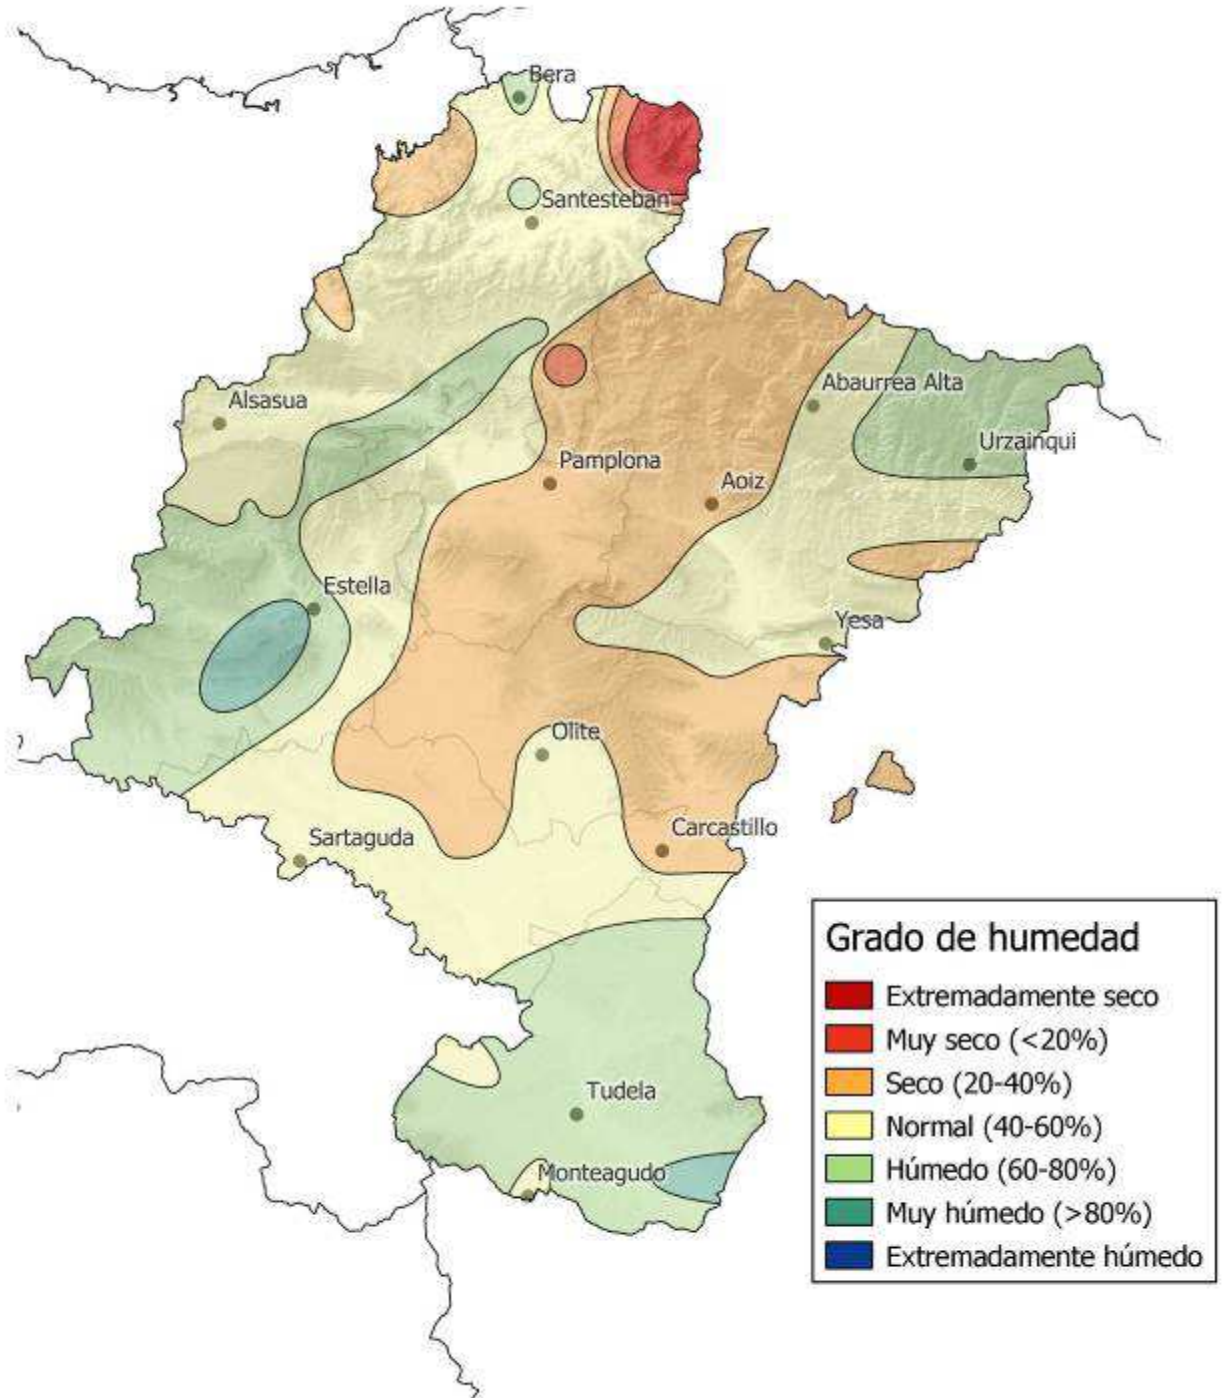 Bera
Santesteban
Alsasua
Abaurrea Alta
Urzainqui
Pamplona
Aoiz
Estella
Yesa
Olite
Sartaguda
Carcastillo
Tudela
Monteagudo
Grado de humedad
Extremadamente seco
Muy seco (<20%)
Seco (20-40%)
Normal (40-60%)
Húmedo (60-80%)
Muy húmedo (>80%)
Extremadamente húmedo